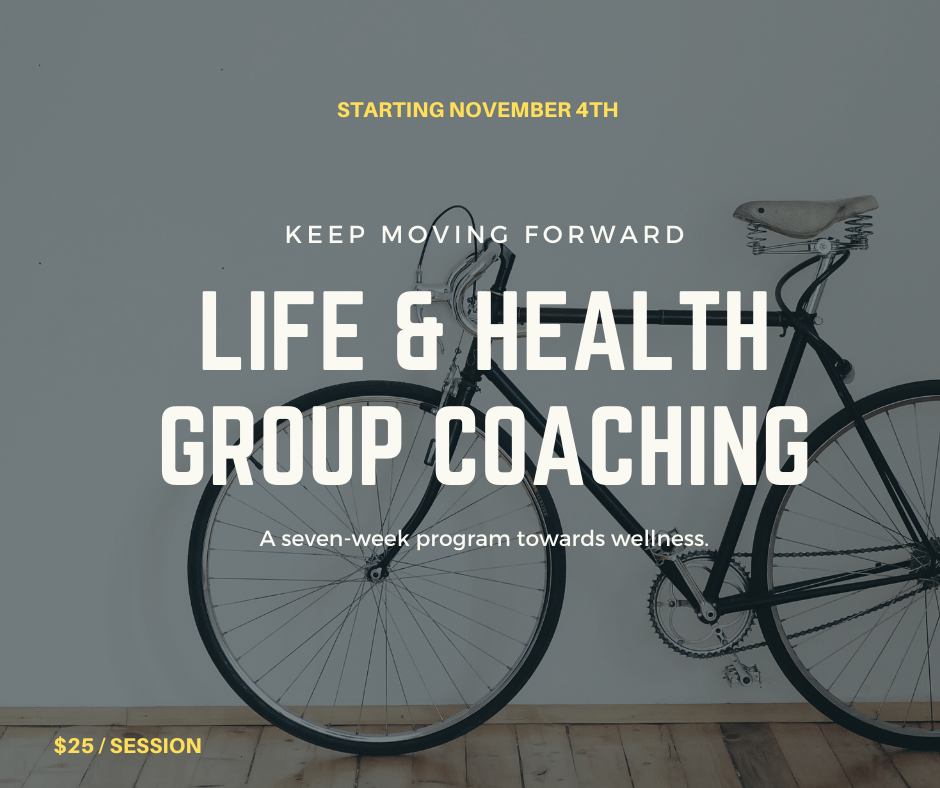 STARTING NOVEMBER 4TH
KEEP MOVING FORWARD
LIFE & HEALTH
GROUP COACHING
A seven-week program towards wellness.
$25 / SESSION